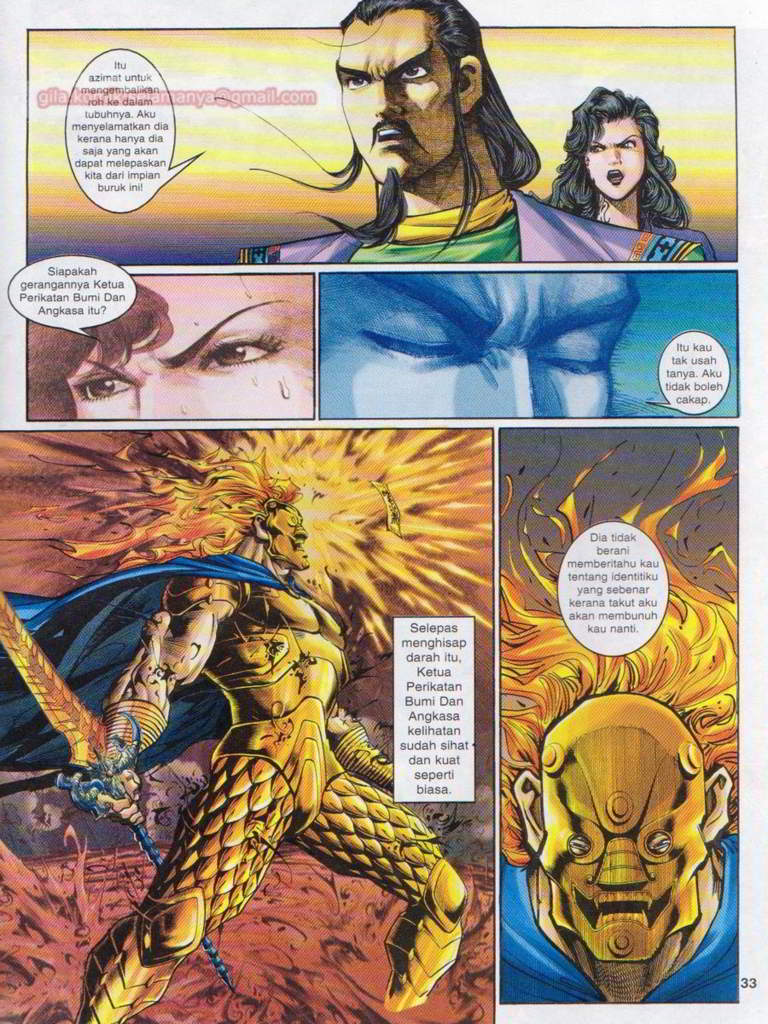 Itu
azimat untuk
mengembalikan
roh ke dalam
tubuhnya. Aku
menyelamatkan dia
kerana hanya dia
saja yang akan
dapat melepaskan
kita dari impian
buruk ini!
Siapakah
gerangannya Ketua
Perikatan Bumi Dan
Angkasa itu?
Itu kau
tak usah
tanya. Aku
tidak boleh
cakap.
Selepas
menghisap
darah itu,
Ketua
Perikatan
Bumi Dan
Angkasa
kelihatan
sudah sihat
dan kuat
seperti
biasa.
Dia tidak
berani
memberitahu kau
tentang identitiku
yang sebenar
kerana takut aku
akan membunuh
kau nanti.
33